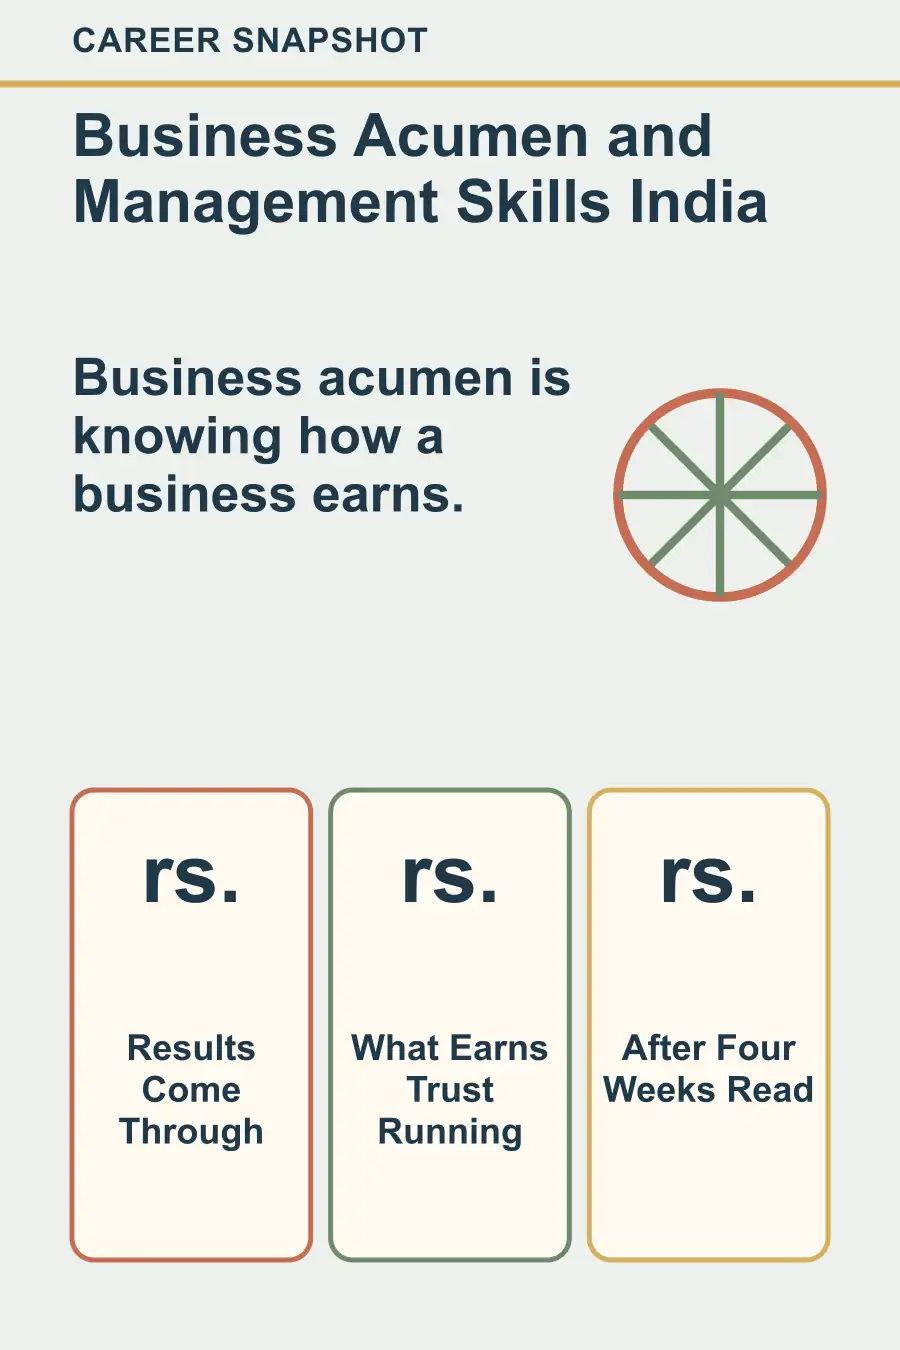 CAREER SNAPSHOT
Business Acumen and
Management Skills India
Business acumen is
knowing how a
business earns.
rs.
Results
Come
Through
rs.
What Earns
Trust
Running
rs.
After Four
Weeks Read